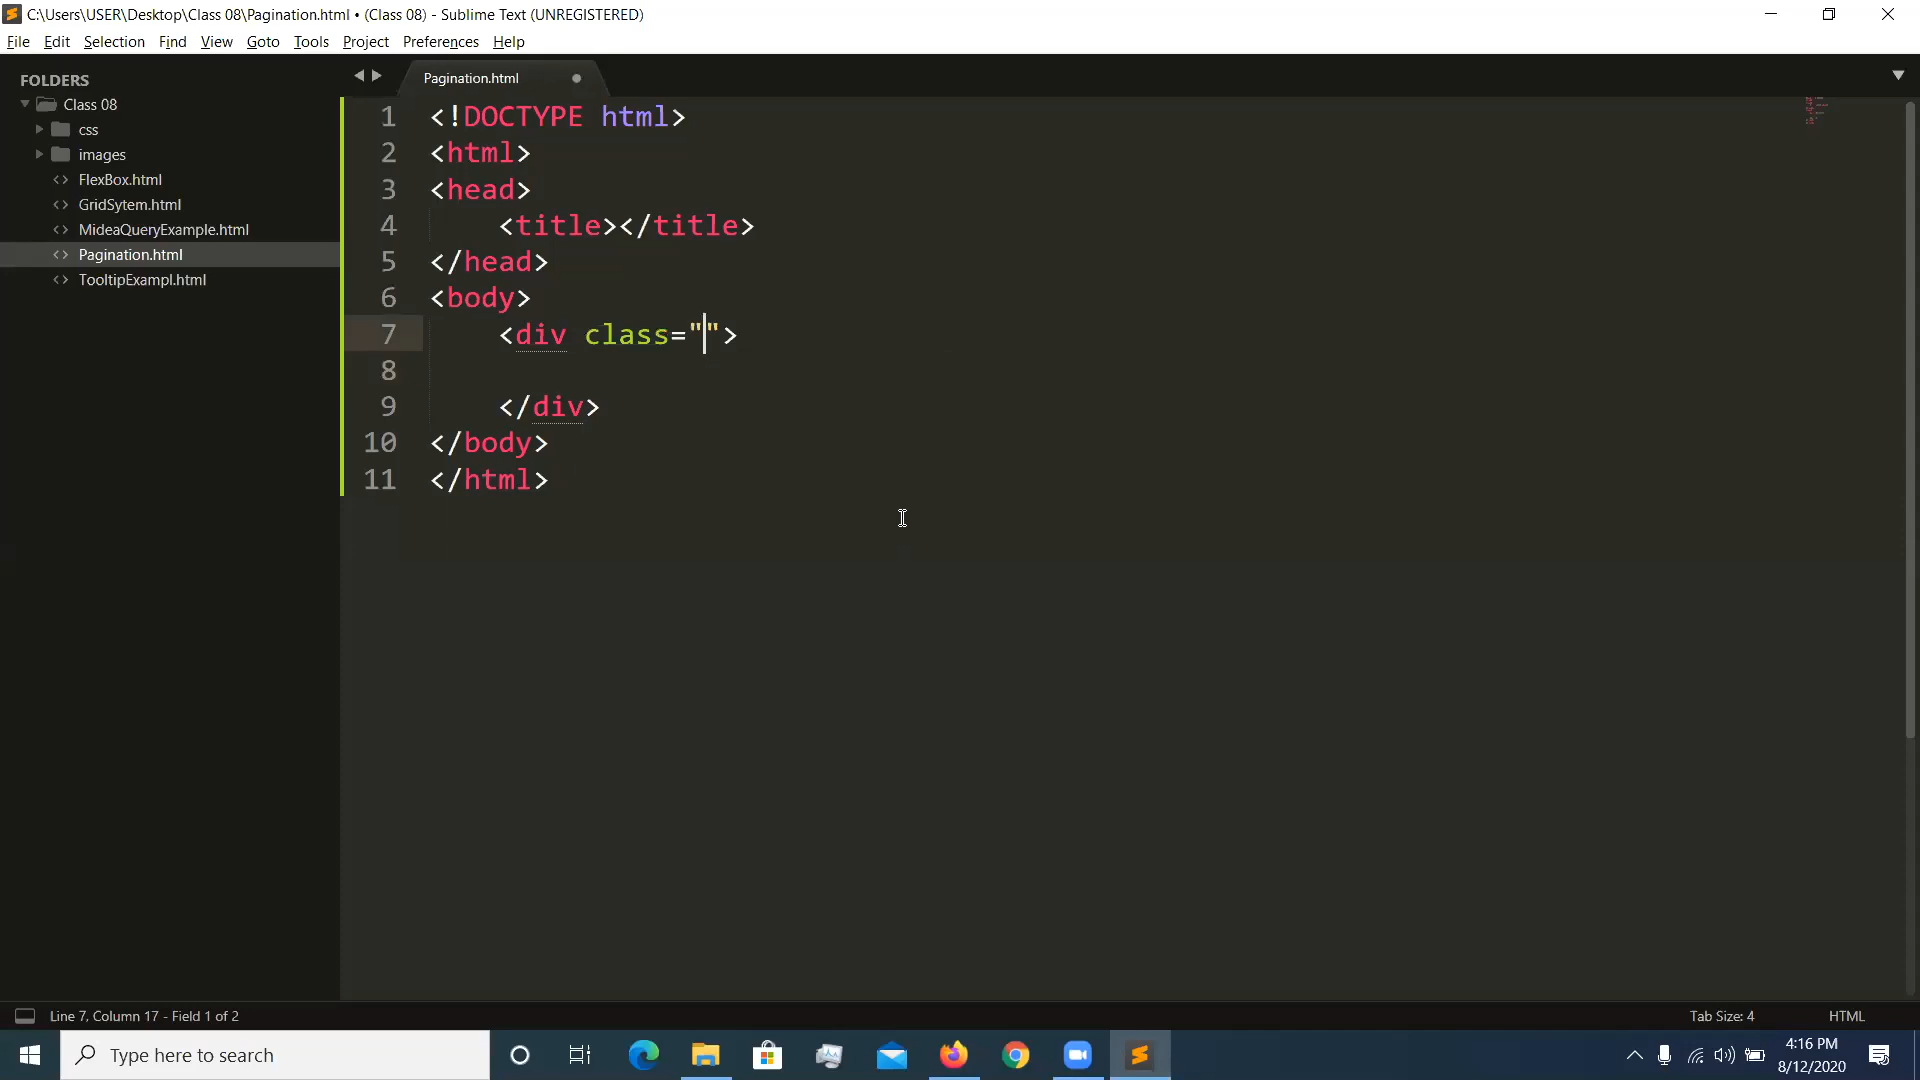 C:\Users\USER\Desktop\Class 08\Pagination.html • (Class 08) - Sublime Text (UNREGISTERED)
File Edit Selection Find View Goto Tools Project Preferences Help
FOLDERS
Class 08
css
images
FlexBox.html
GridSytem.html
MideaQueryExample.html
Pagination.html
TooltipExampl.html
Pagination.html
1 <!DOCTYPE html>
2 <html>
3 <head>
4 <title></title>
5 </head>
6 <body>
7 <div class="">
8
9 </div>
10 </body>
11 </html>
Line 7, Column 17 - Field 1 of 2
Tab Size: 4
HTML
Type here to search
4:16 PM
8/12/2020